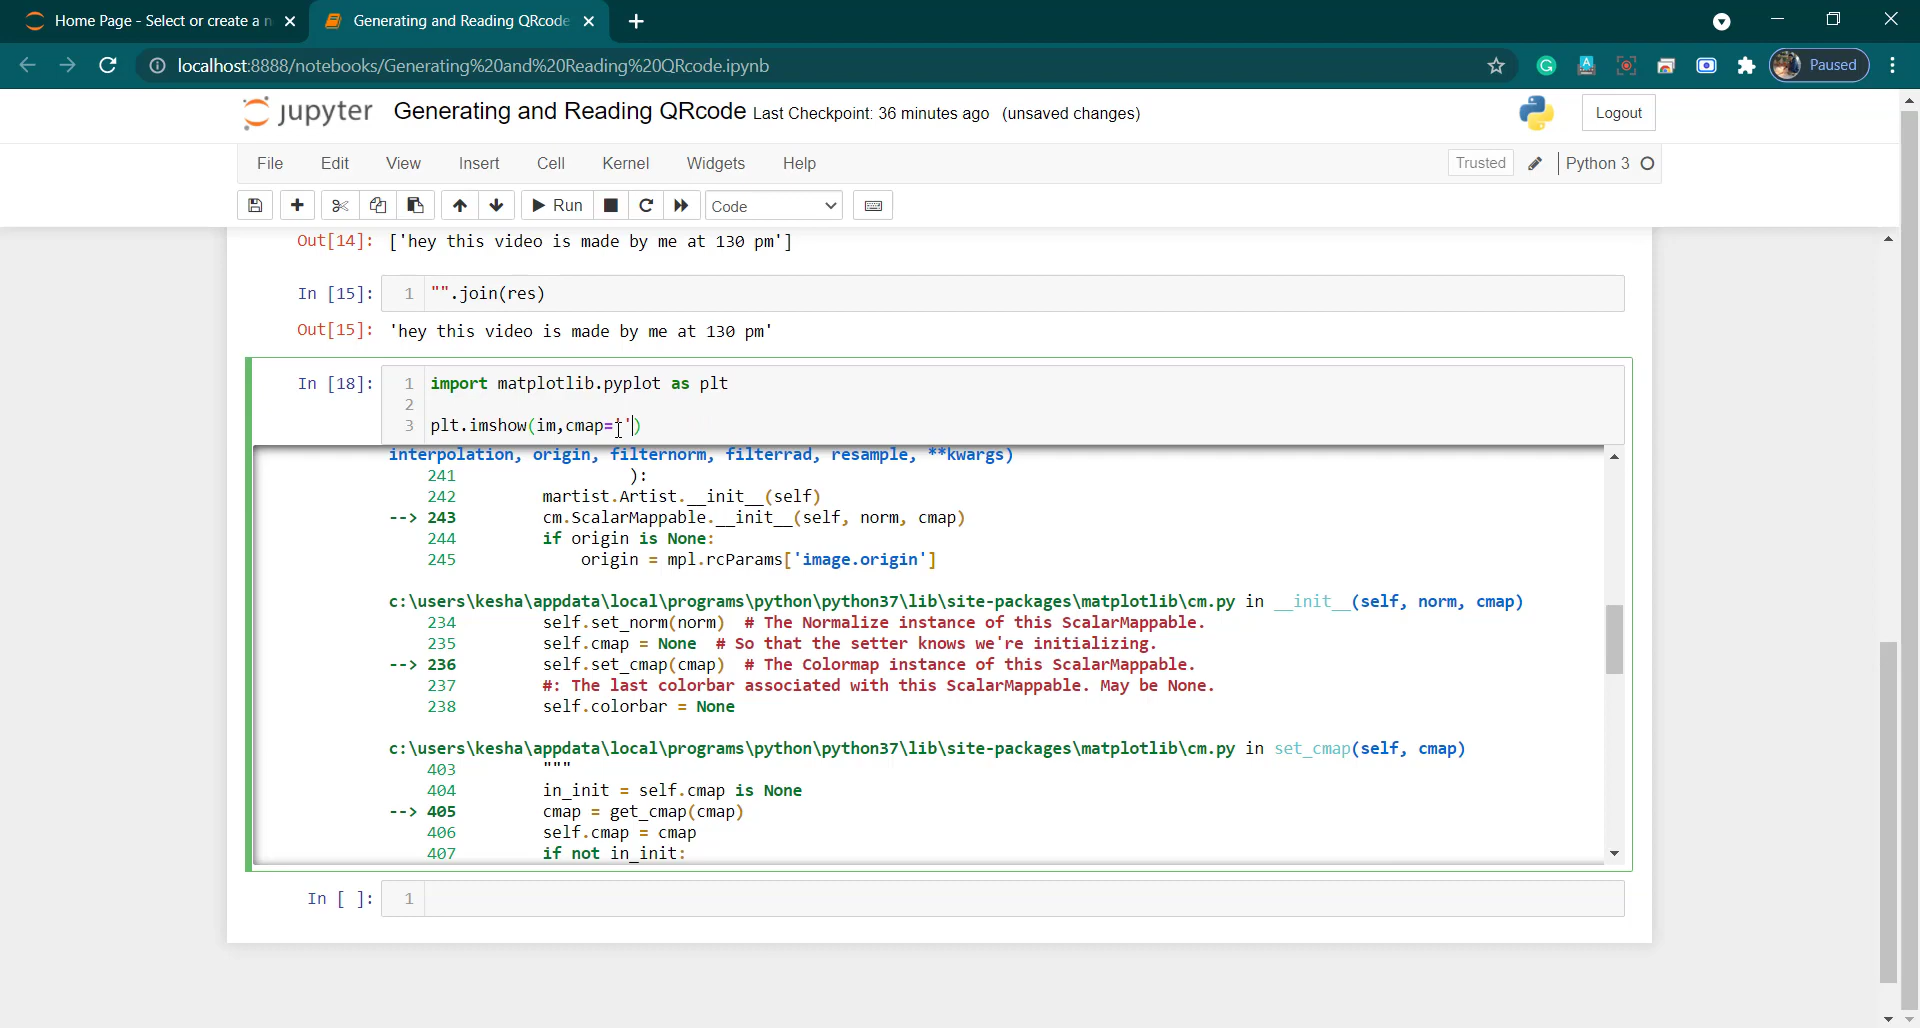 Home Page - Select or create a n
Generating and Reading QRcode
localhost:8888/notebooks/Generating%20and%20Reading%20QRcode.ipynb
Paused
jupyter Generating and Reading QRcode Last Checkpoint: 36 minutes ago (unsaved changes)
Logout
File Edit View Insert Cell Kernel Widgets Help
Trusted Python 3
Run Code
Out[14]: ['hey this video is made by me at 130 pm']
In [15]: 1 "".join(res)
Out[15]: 'hey this video is made by me at 130 pm'
In [18]: 1 import matplotlib.pyplot as plt
2
3 plt.imshow(im,cmap='')
interpolation, origin, filternorm, filterrad, resample, **kwargs)
241 ):
242 martist.Artist.__init__(self)
--> 243 cm.ScalarMappable.__init__(self, norm, cmap)
244 if origin is None:
245 origin = mpl.rcParams['image.origin']
c:\users\kesha\appdata\local\programs\python\python37\lib\site-packages\matplotlib\cm.py in __init__(self, norm, cmap)
234 self.set_norm(norm) # The Normalize instance of this ScalarMappable.
235 self.cmap = None # So that the setter knows we're initializing.
--> 236 self.set_cmap(cmap) # The Colormap instance of this ScalarMappable.
237 #: The last colorbar associated with this ScalarMappable. May be None.
238 self.colorbar = None
c:\users\kesha\appdata\local\programs\python\python37\lib\site-packages\matplotlib\cm.py in set_cmap(self, cmap)
403 """
404 in_init = self.cmap is None
--> 405 cmap = get_cmap(cmap)
406 self.cmap = cmap
407 if not in_init:
In [ ]: 1